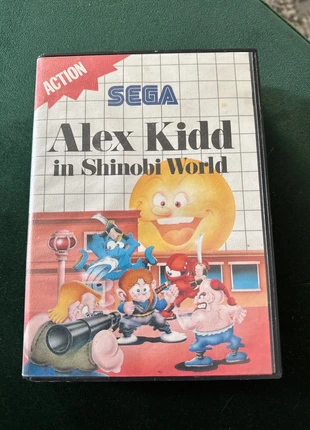 ACTION
SEGA
Alex Kidd
in Shinobi World